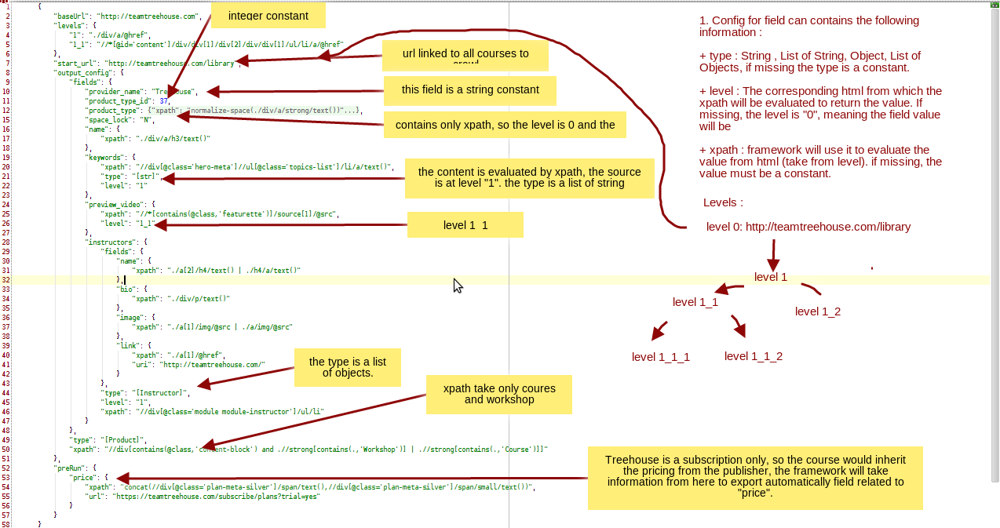 1 {
2 "baseUrl": "http://teamtreehouse.com",
3 "levels": {
4 "1": "./div/a/@href",
5 "1_1": "//*[@id='content']/div/div[1]/div[2]/div/div[1]/ul/li/a/@href"
6 },
7 "start_url": "http://teamtreehouse.com/library",
8 "output_config": {
9 "fields": {
10 "provider_name": "Treehouse",
11 "product_type_id": 37,
12 "product_type": {"xpath": "normalize-space(./div/a/strong/text())"...},
15 "space_lock": "N",
16 "name": {
17 "xpath": "./div/a/h3/text()"
18 },
19 "keywords": {
20 "xpath": "//div[@class='hero-meta']//ul[@class='topics-list']/li/a/text()",
21 "type": "[str]",
22 "level": "1"
23 },
24 "preview_video": {
25 "xpath": "//*[contains(@class,'featurette')]/source[1]/@src",
26 "level": "1_1"
27 },
28 "instructors": {
29 "fields": {
30 "name": {
31 "xpath": "./a[2]/h4/text() | ./h4/a/text()"
32 },
33 "bio": {
34 "xpath": "./div/p/text()"
35 },
36 "image": {
37 "xpath": "./a[1]/img/@src | ./a/img/@src"
38 },
39 "link": {
40 "xpath": "./a[1]/@href",
41 "uri": "http://teamtreehouse.com/"
42 }
43 },
44 "type": "[Instructor]",
45 "level": "1",
46 "xpath": "//div[@class='module module-instructor']/ul/li"
47 }
48 },
49 "type": "[Product]",
50 "xpath": "//div[contains(@class,'content-block') and .//strong[contains(.,'Workshop')] | .//strong[contains(.,'Course')]]"
51 },
52 "preRun": {
53 "price": {
54 "xpath": "concat(//div[@class='plan-meta-silver']/span/text(),//div[@class='plan-meta-silver']/span/small/text())",
55 "url": "https://teamtreehouse.com/subscribe/plans?trial=yes"
56 }
57 }
58 }
integer constant
url linked to all courses to
crawl
this field is a string constant
contains only xpath, so the level is 0 and the
the content is evaluated by xpath, the source
is at level "1". the type is a list of string
level 1_1
the type is a list
of objects.
xpath take only coures
and workshop
Treehouse is a subscription only, so the course would inherit
the pricing from the publisher, the framework will take
information from here to export automatically field related to
"price".
1. Config for field can contains the following
information :
+ type : String , List of String, Object, List of
Objects, if missing the type is a constant.
+ level : The corresponding html from which the
xpath will be evaluated to return the value. If
missing, the level is "0", meaning the field value
will be
+ xpath : framework will use it to evaluate the
value from html (take from level). if missing, the
value must be a constant.
Levels :
level 0: http://teamtreehouse.com/library
level 1
level 1_1
level 1_2
level 1_1_1
level 1_1_2